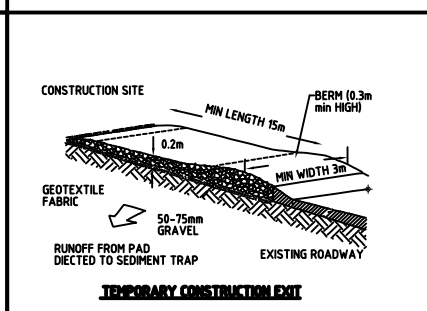 CONSTRUCTION SITE
MIN LENGTH 15m
BERM (0.3m
min HIGH)
0.2m
MIN WIDTH 3m
GEOTEXTILE
FABRIC
50-75mm
GRAVEL
RUNOFF FROM PAD
DIECTED TO SEDIMENT TRAP
EXISTING ROADWAY
TEMPORARY CONSTRUCTION EXIT